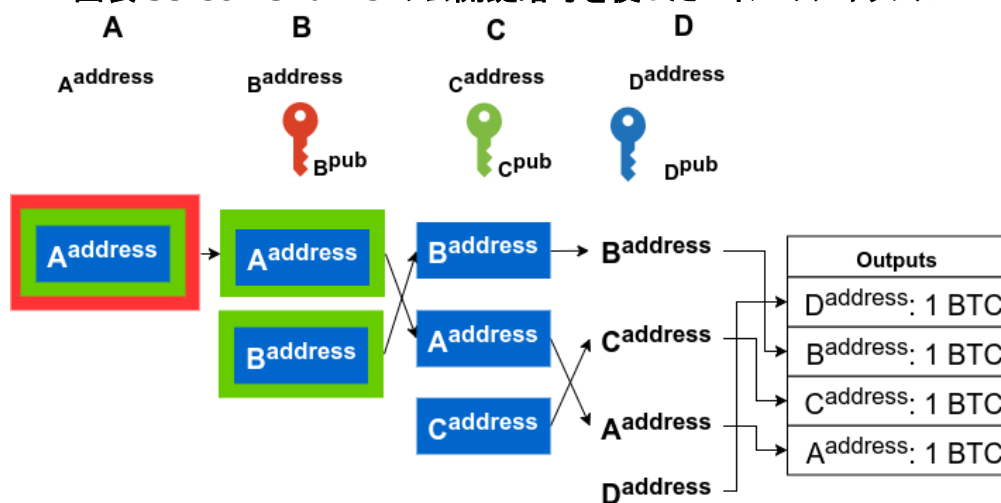 A B C D
Aaddress Baddress Caddress Daddress
Bpub Cpub Dpub
Aaddress Aaddress Baddress Baddress
Outputs
Daddress: 1 BTC
Baddress Aaddress Caddress
Baddress: 1 BTC
Caddress: 1 BTC
Caddress Aaddress
Aaddress: 1 BTC
Daddress